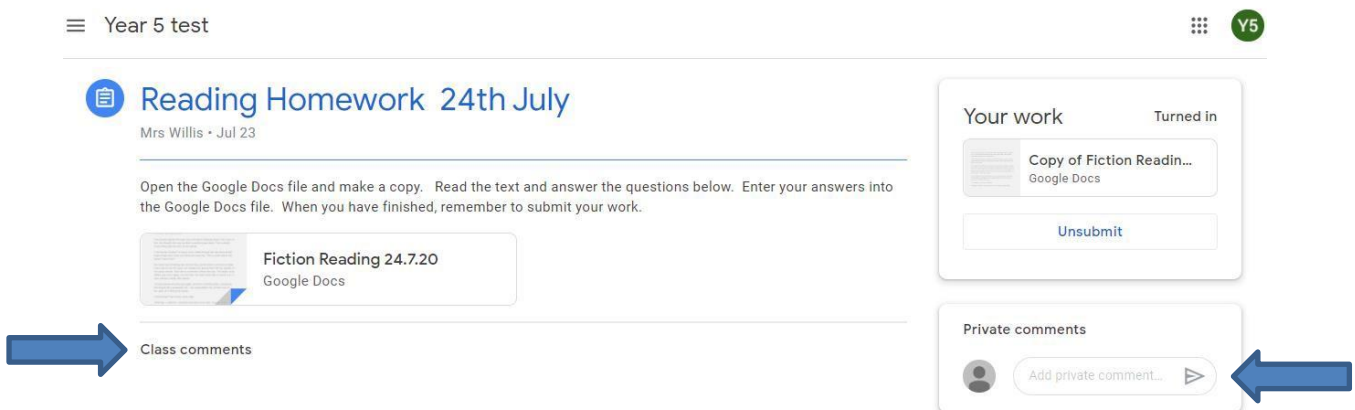 Year 5 test
Y5
Reading Homework 24th July
Mrs Willis • Jul 23
Open the Google Docs file and make a copy. Read the text and answer the questions below. Enter your answers into
the Google Docs file. When you have finished, remember to submit your work.
Fiction Reading 24.7.20
Google Docs
Class comments
Your work Turned in
Copy of Fiction Readin...
Google Docs
Unsubmit
Private comments
Add private comment...